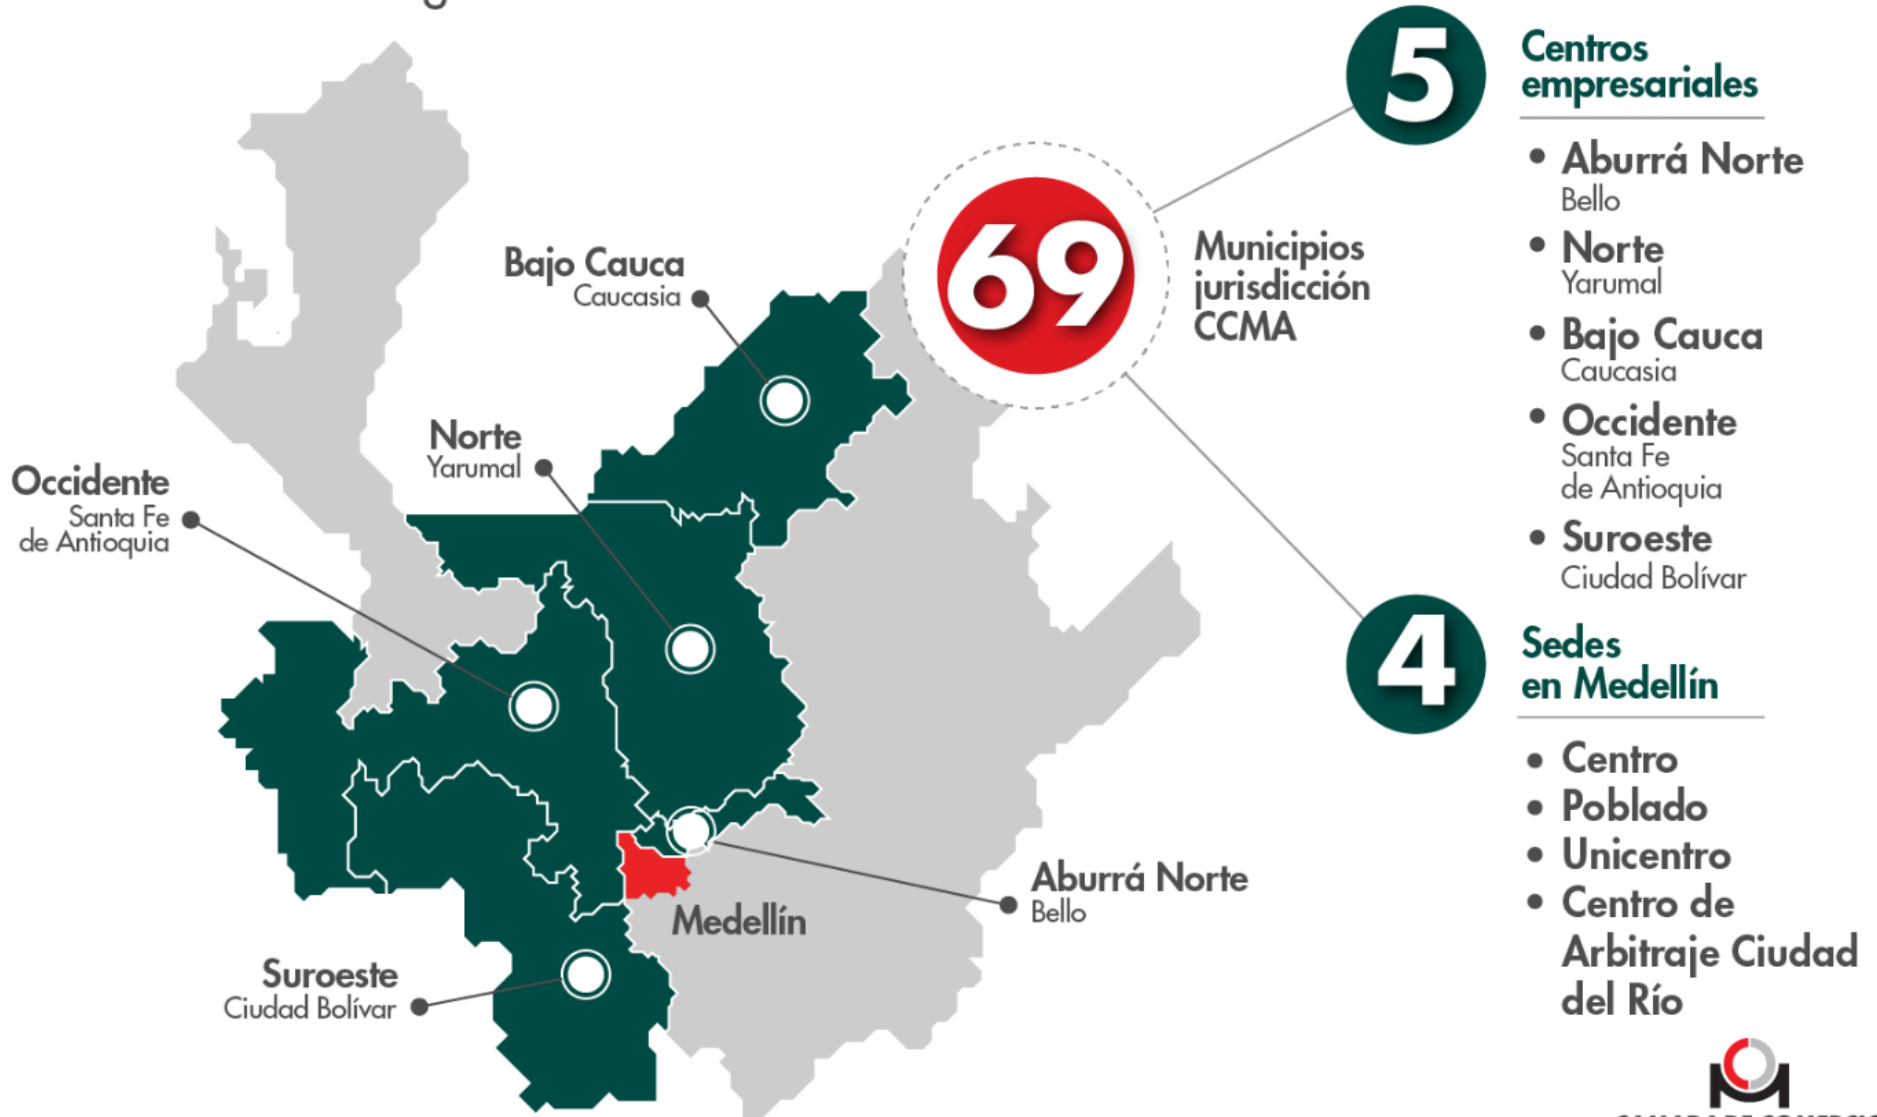 Bajo Cauca
Caucasia
Norte
Yarumal
Occidente
Santa Fe
de Antioquia
Suroeste
Ciudad Bolívar
Medellín
Aburrá Norte
Bello
69
Municipios
jurisdicción
CCMA
5
Centros
empresariales
• Aburrá Norte
Bello
• Norte
Yarumal
• Bajo Cauca
Caucasia
• Occidente
Santa Fe
de Antioquia
• Suroeste
Ciudad Bolívar
4
Sedes
en Medellín
• Centro
• Poblado
• Unicentro
• Centro de
Arbitraje Ciudad
del Río